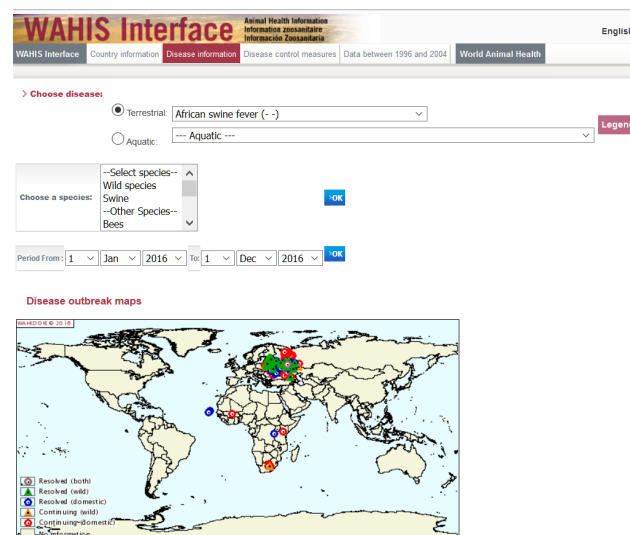 WAHIS Interface
Animal Health Information
Information zoosanitaire
Información Zoosanitaria
English
WAHIS Interface Country information Disease information Disease control measures Data between 1996 and 2004 World Animal Health
> Choose disease:
Terrestrial: African swine fever (- -)
Legend
Aquatic: --- Aquatic ---
--Select species--
Wild species
Choose a species: Swine >OK
--Other Species--
Bees
Period From : 1 Jan 2016 To: 1 Dec 2016 >OK
Disease outbreak maps
Resolved (both)
Resolved (wild)
Resolved (domestic)
Continuing (wild)
Continuing (domestic)
No information